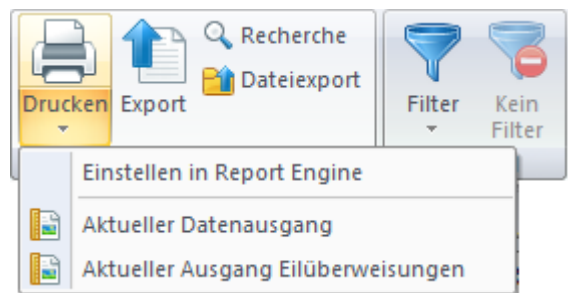 Drucken
Export
Recherche
Dateiexport
Filter
Kein
Filter
Einstellen in Report Engine
Aktueller Datenausgang
Aktueller Ausgang Eilüberweisungen